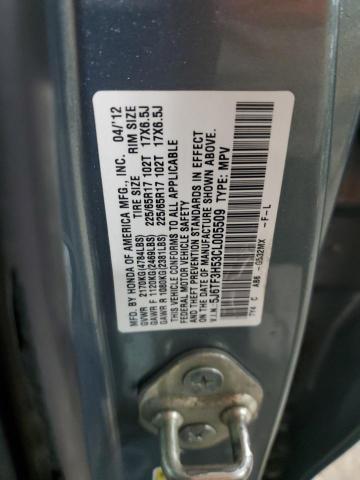 MFD. BY HONDA OF AMERICA MFG., INC. 04/'12
TIRE SIZE RIM SIZE
GVWR 2170KG(4784LBS)
GAWR F 1120KG(2469LBS) 225/65R17 102T 17X6.5J
GAWR R 1080KG(2381LBS) 225/65R17 102T 17X6.5J
THIS VEHICLE CONFORMS TO ALL APPLICABLE
FEDERAL MOTOR VEHICLE SAFETY
AND THEFT PREVENTION STANDARDS IN EFFECT
ON THE DATE OF MANUFACTURE SHOWN ABOVE.
V.I.N. 5J6TF3H53CL005509 TYPE: MPV
-F-L
C A86 -G532MX